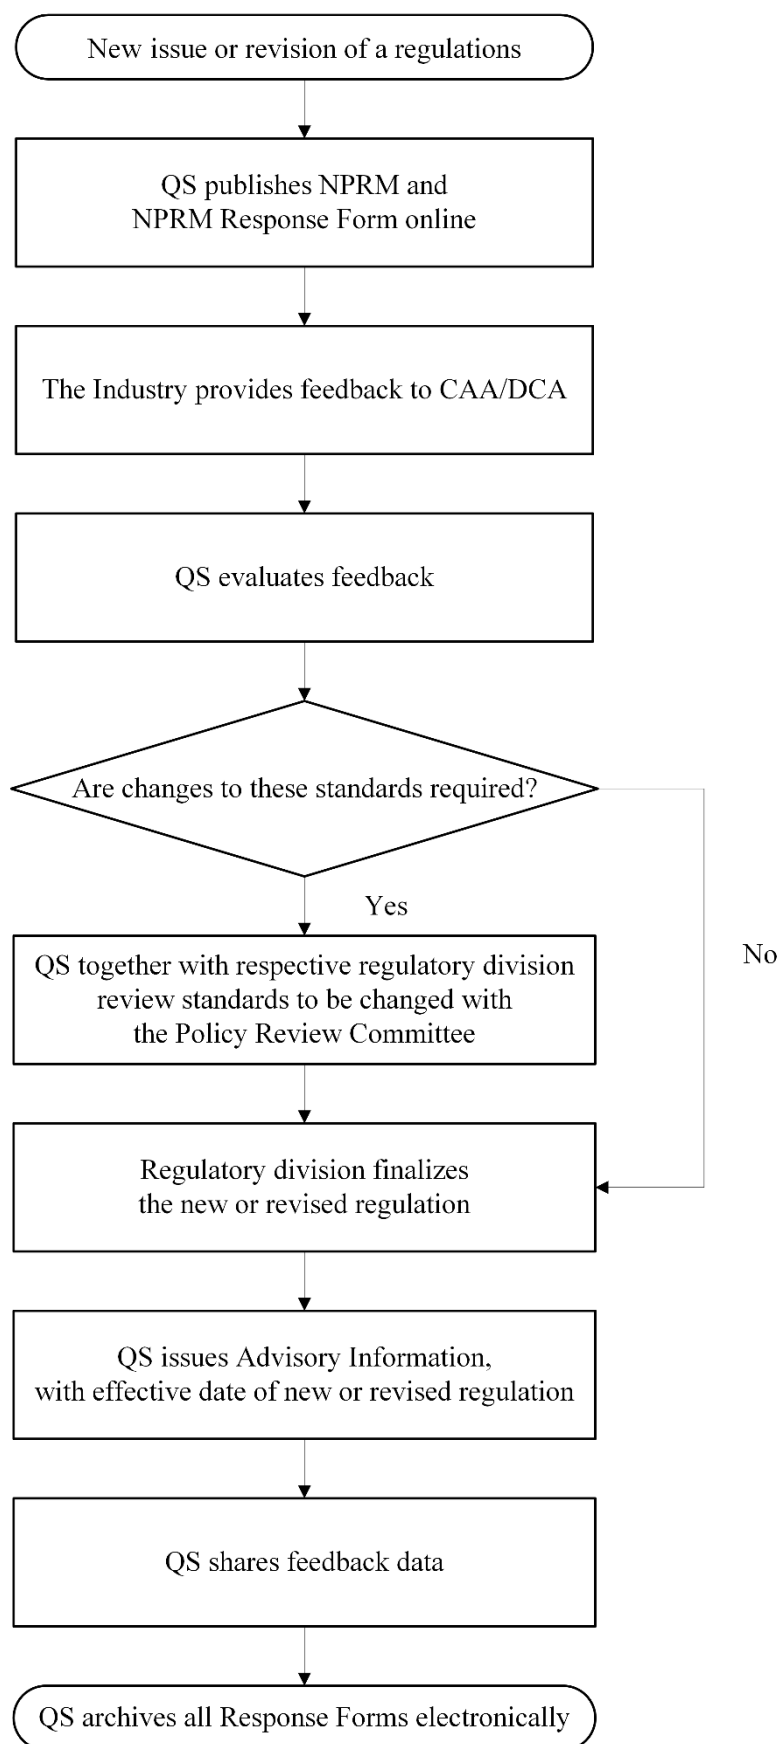 New issue or revision of a regulations
QS publishes NPRM and
NPRM Response Form online
The Industry provides feedback to CAA/DCA
QS evaluates feedback
Are changes to these standards required?
Yes
No
QS together with respective regulatory division
review standards to be changed with
the Policy Review Committee
Regulatory division finalizes
the new or revised regulation
QS issues Advisory Information,
with effective date of new or revised regulation
QS shares feedback data
QS archives all Response Forms electronically